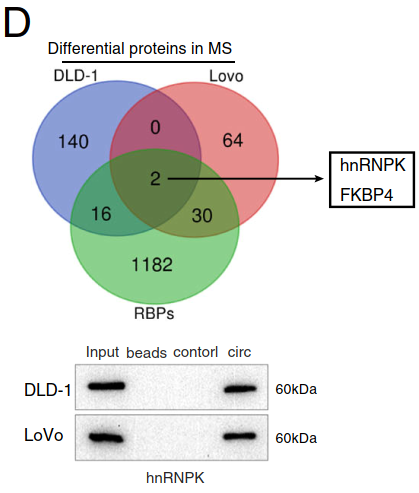 D
Differential proteins in MS
DLD-1
Lovo
140
0
64
2
hnRNPK
FKBP4
16
30
1182
RBPs
Input beads contorl circ
DLD-1
60kDa
LoVo
60kDa
hnRNPK